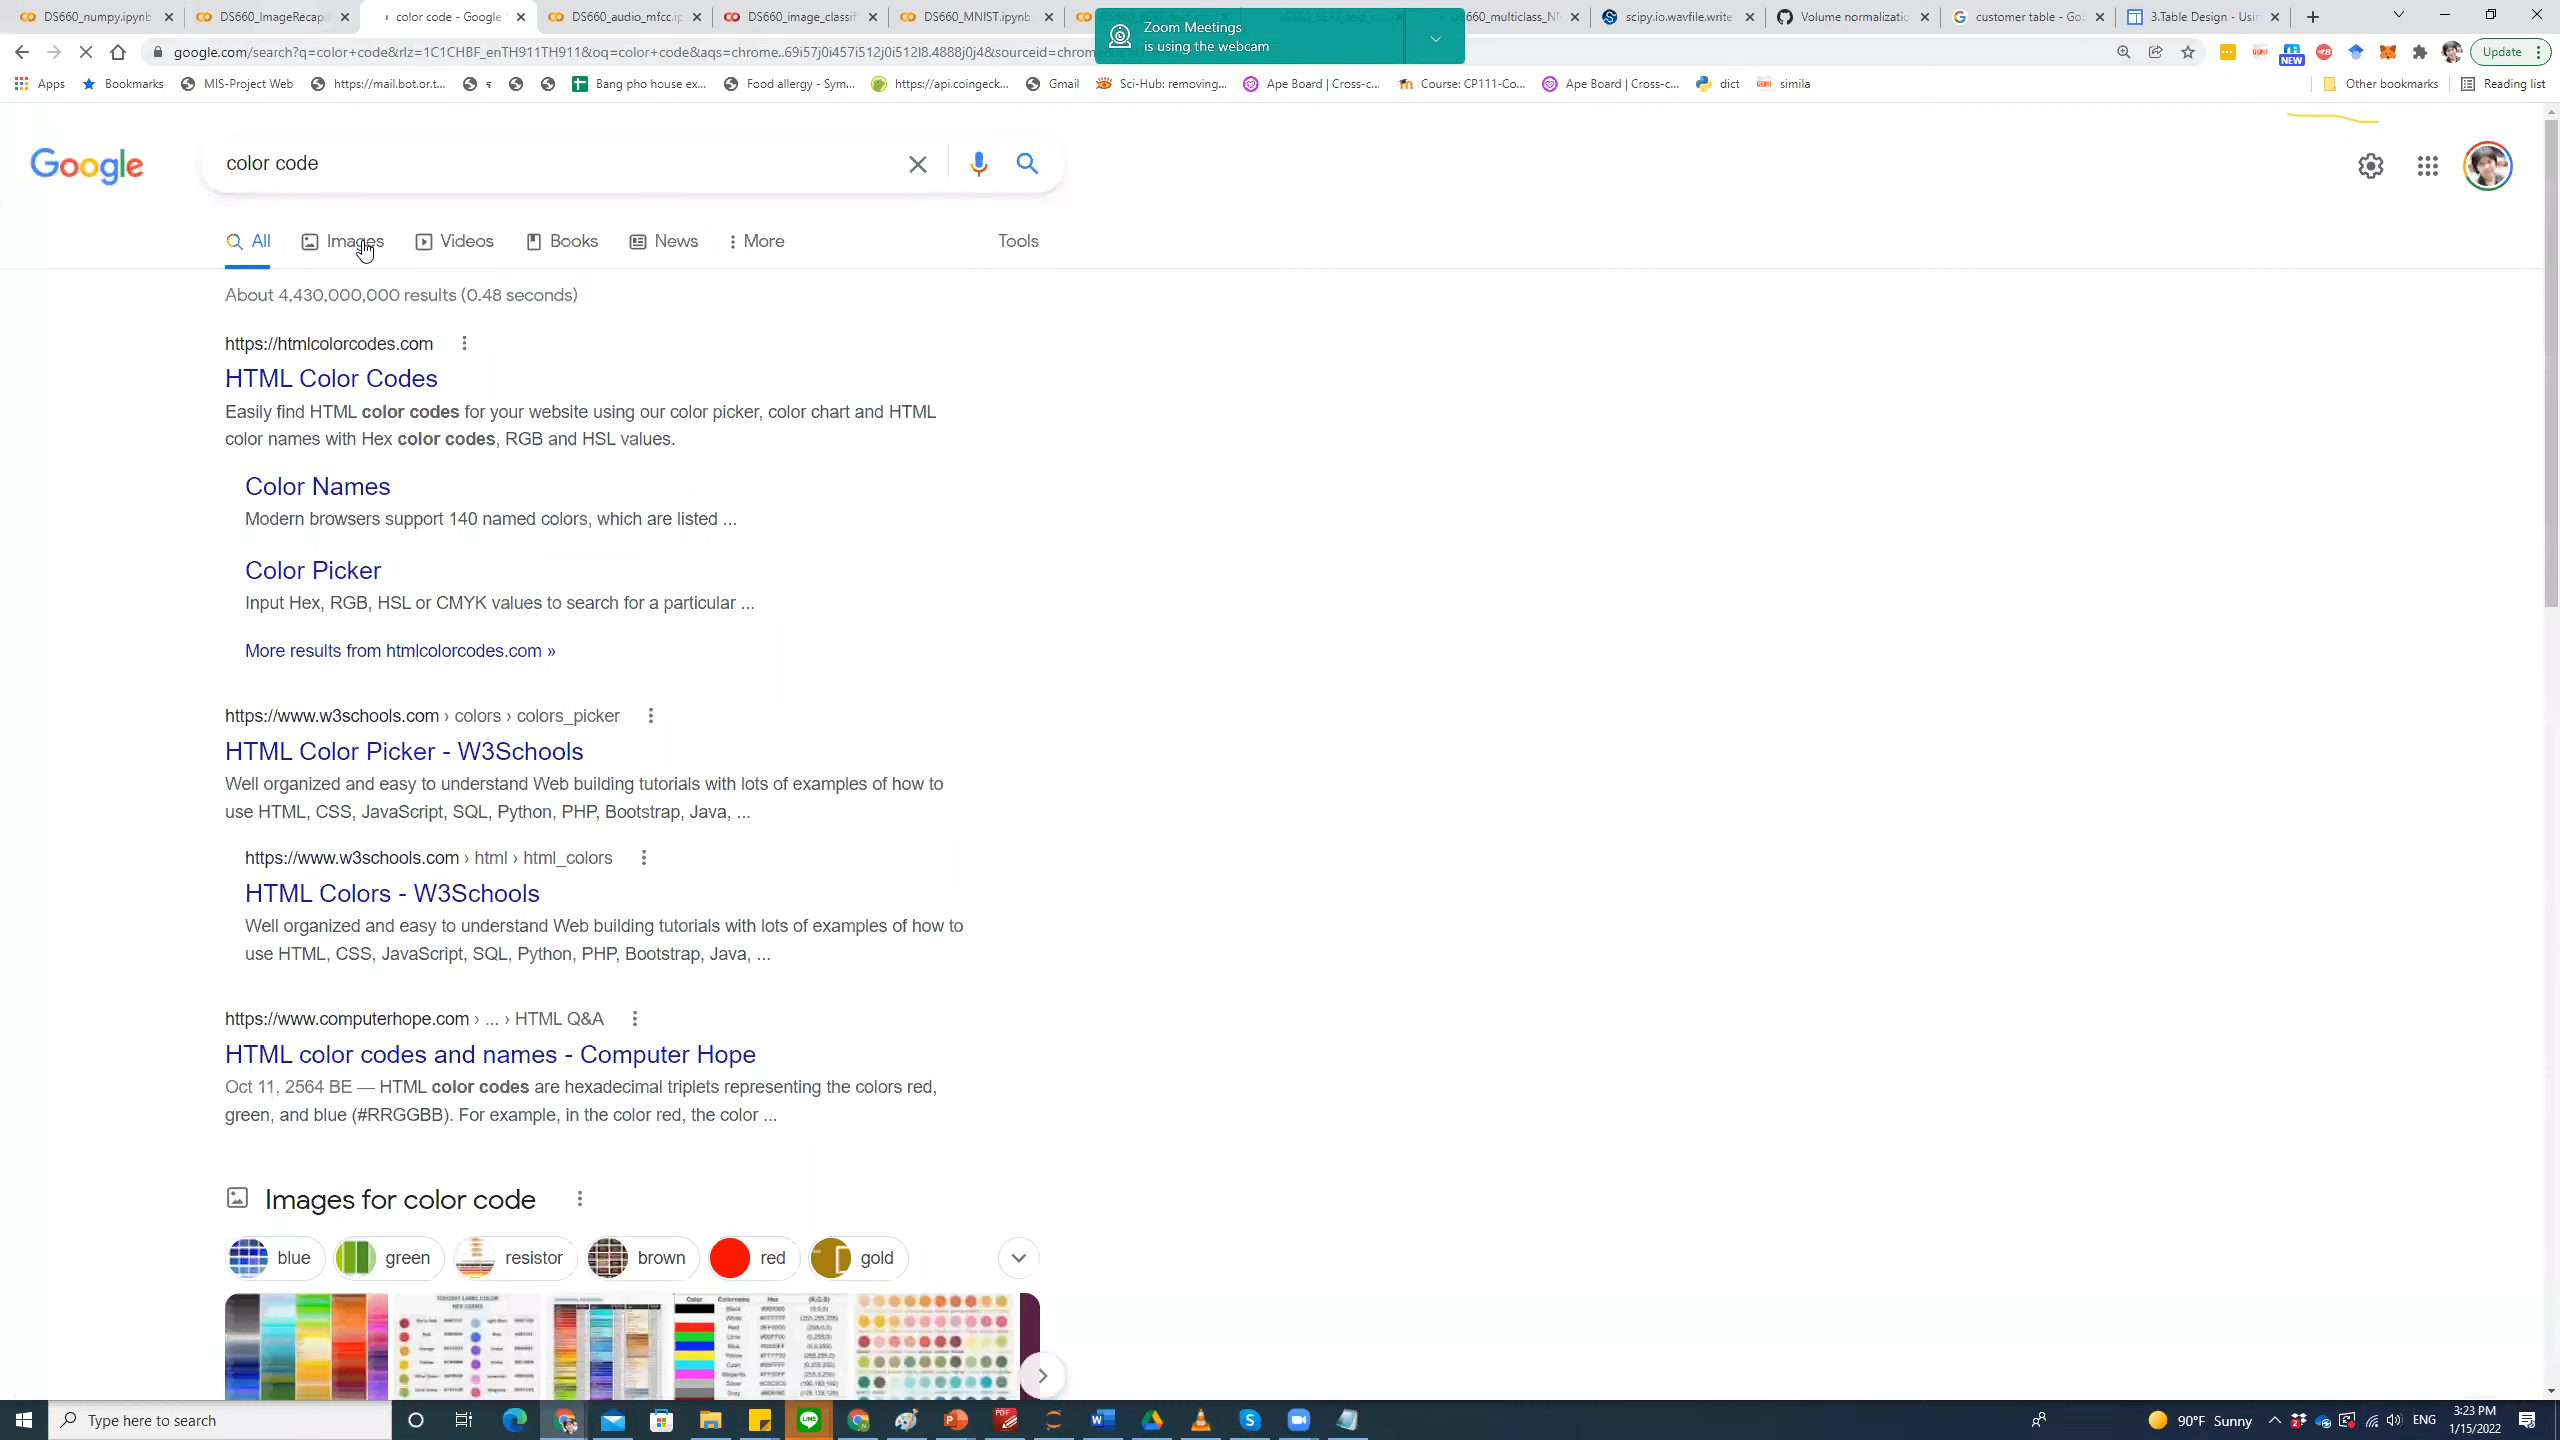 DS660_numpy.ipynb
DS660_ImageRecap
color code - Google
DS660_audio_mfcc.ip
DS660_image_classif
DS660_MNIST.ipynb
DS660_multiclass_N
scipy.io.wavfile.write
Volume normalizati
customer table - Go
3.Table Design - Usi
Zoom Meetings
is using the webcam
google.com/search?q=color+code&rlz=1C1CHBF_enTH911TH911&oq=color+code&aqs=chrome..69i57j0i457i512j0i512l8.4888j0j4&sourceid=chrom
NEW
Update
Apps
Bookmarks
MIS-Project Web
https://mail.bot.or.t...
Bang pho house ex...
Food allergy - Sym...
https://api.coingeck...
Gmail
Sci-Hub: removing...
Ape Board | Cross-c...
Course: CP111-Co...
Ape Board | Cross-c...
dict
simila
Other bookmarks
Reading list
Google
color code
All
Images
Videos
Books
News
More
Tools
About 4,430,000,000 results (0.48 seconds)
https://htmlcolorcodes.com
HTML Color Codes
Easily find HTML color codes for your website using our color picker, color chart and HTML
color names with Hex color codes, RGB and HSL values.
Color Names
Modern browsers support 140 named colors, which are listed ...
Color Picker
Input Hex, RGB, HSL or CMYK values to search for a particular ...
More results from htmlcolorcodes.com »
https://www.w3schools.com › colors › colors_picker
HTML Color Picker - W3Schools
Well organized and easy to understand Web building tutorials with lots of examples of how to
use HTML, CSS, JavaScript, SQL, Python, PHP, Bootstrap, Java, ...
https://www.w3schools.com › html › html_colors
HTML Colors - W3Schools
Well organized and easy to understand Web building tutorials with lots of examples of how to
use HTML, CSS, JavaScript, SQL, Python, PHP, Bootstrap, Java, ...
https://www.computerhope.com › ... › HTML Q&A
HTML color codes and names - Computer Hope
Oct 11, 2564 BE — HTML color codes are hexadecimal triplets representing the colors red,
green, and blue (#RRGGBB). For example, in the color red, the color ...
Images for color code
blue
green
resistor
brown
red
gold
Type here to search
90°F Sunny
ENG
3:23 PM
1/15/2022